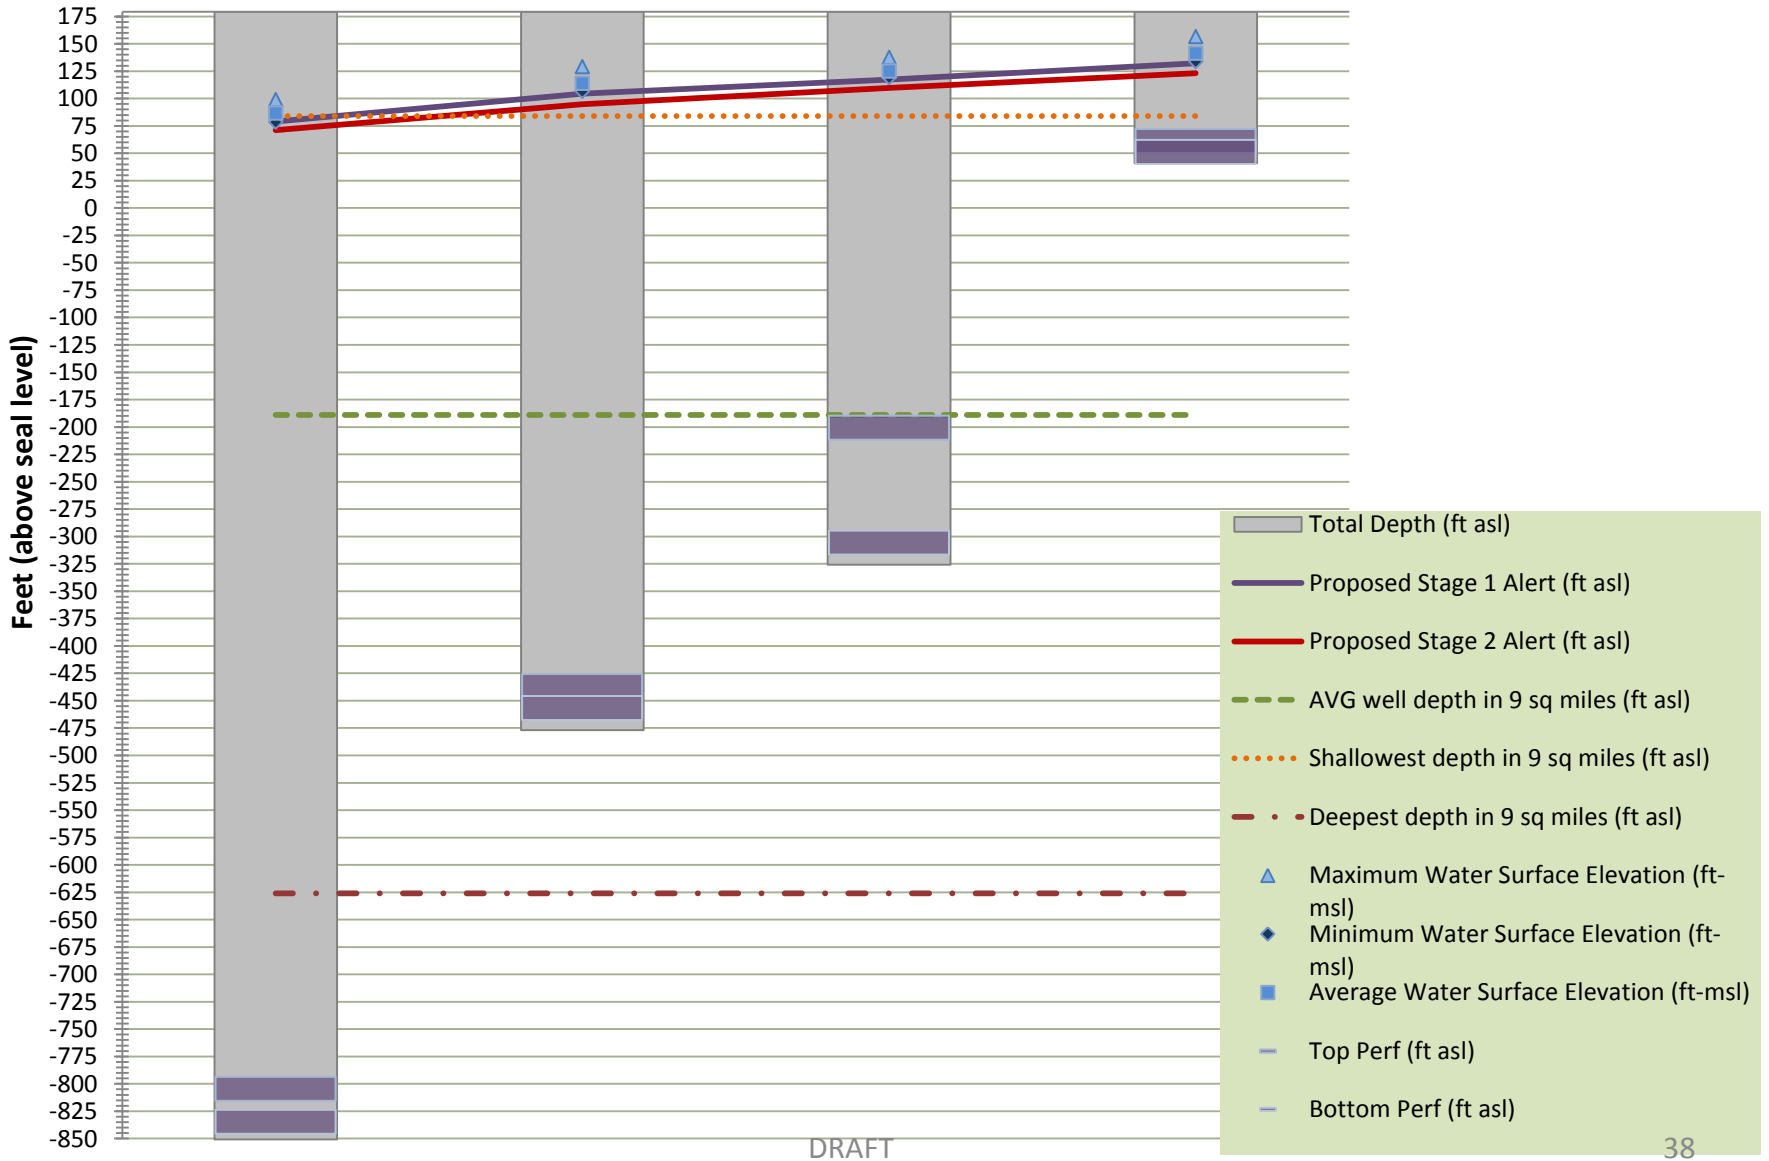 175
150
125
100
75
50
25
0
-25
-50
-75
-100
-125
-150
-175
-200
-225
-250
-275
-300
-325
-350
-375
-400
-425
-450
-475
-500
-525
-550
-575
-600
-625
-650
-675
-700
-725
-750
-775
-800
-825
-850
Feet (above seal level)
Total Depth (ft asl)
Proposed Stage 1 Alert (ft asl)
Proposed Stage 2 Alert (ft asl)
AVG well depth in 9 sq miles (ft asl)
Shallowest depth in 9 sq miles (ft asl)
Deepest depth in 9 sq miles (ft asl)
Maximum Water Surface Elevation (ft-
msl)
Minimum Water Surface Elevation (ft-
msl)
Average Water Surface Elevation (ft-msl)
Top Perf (ft asl)
Bottom Perf (ft asl)
DRAFT
38